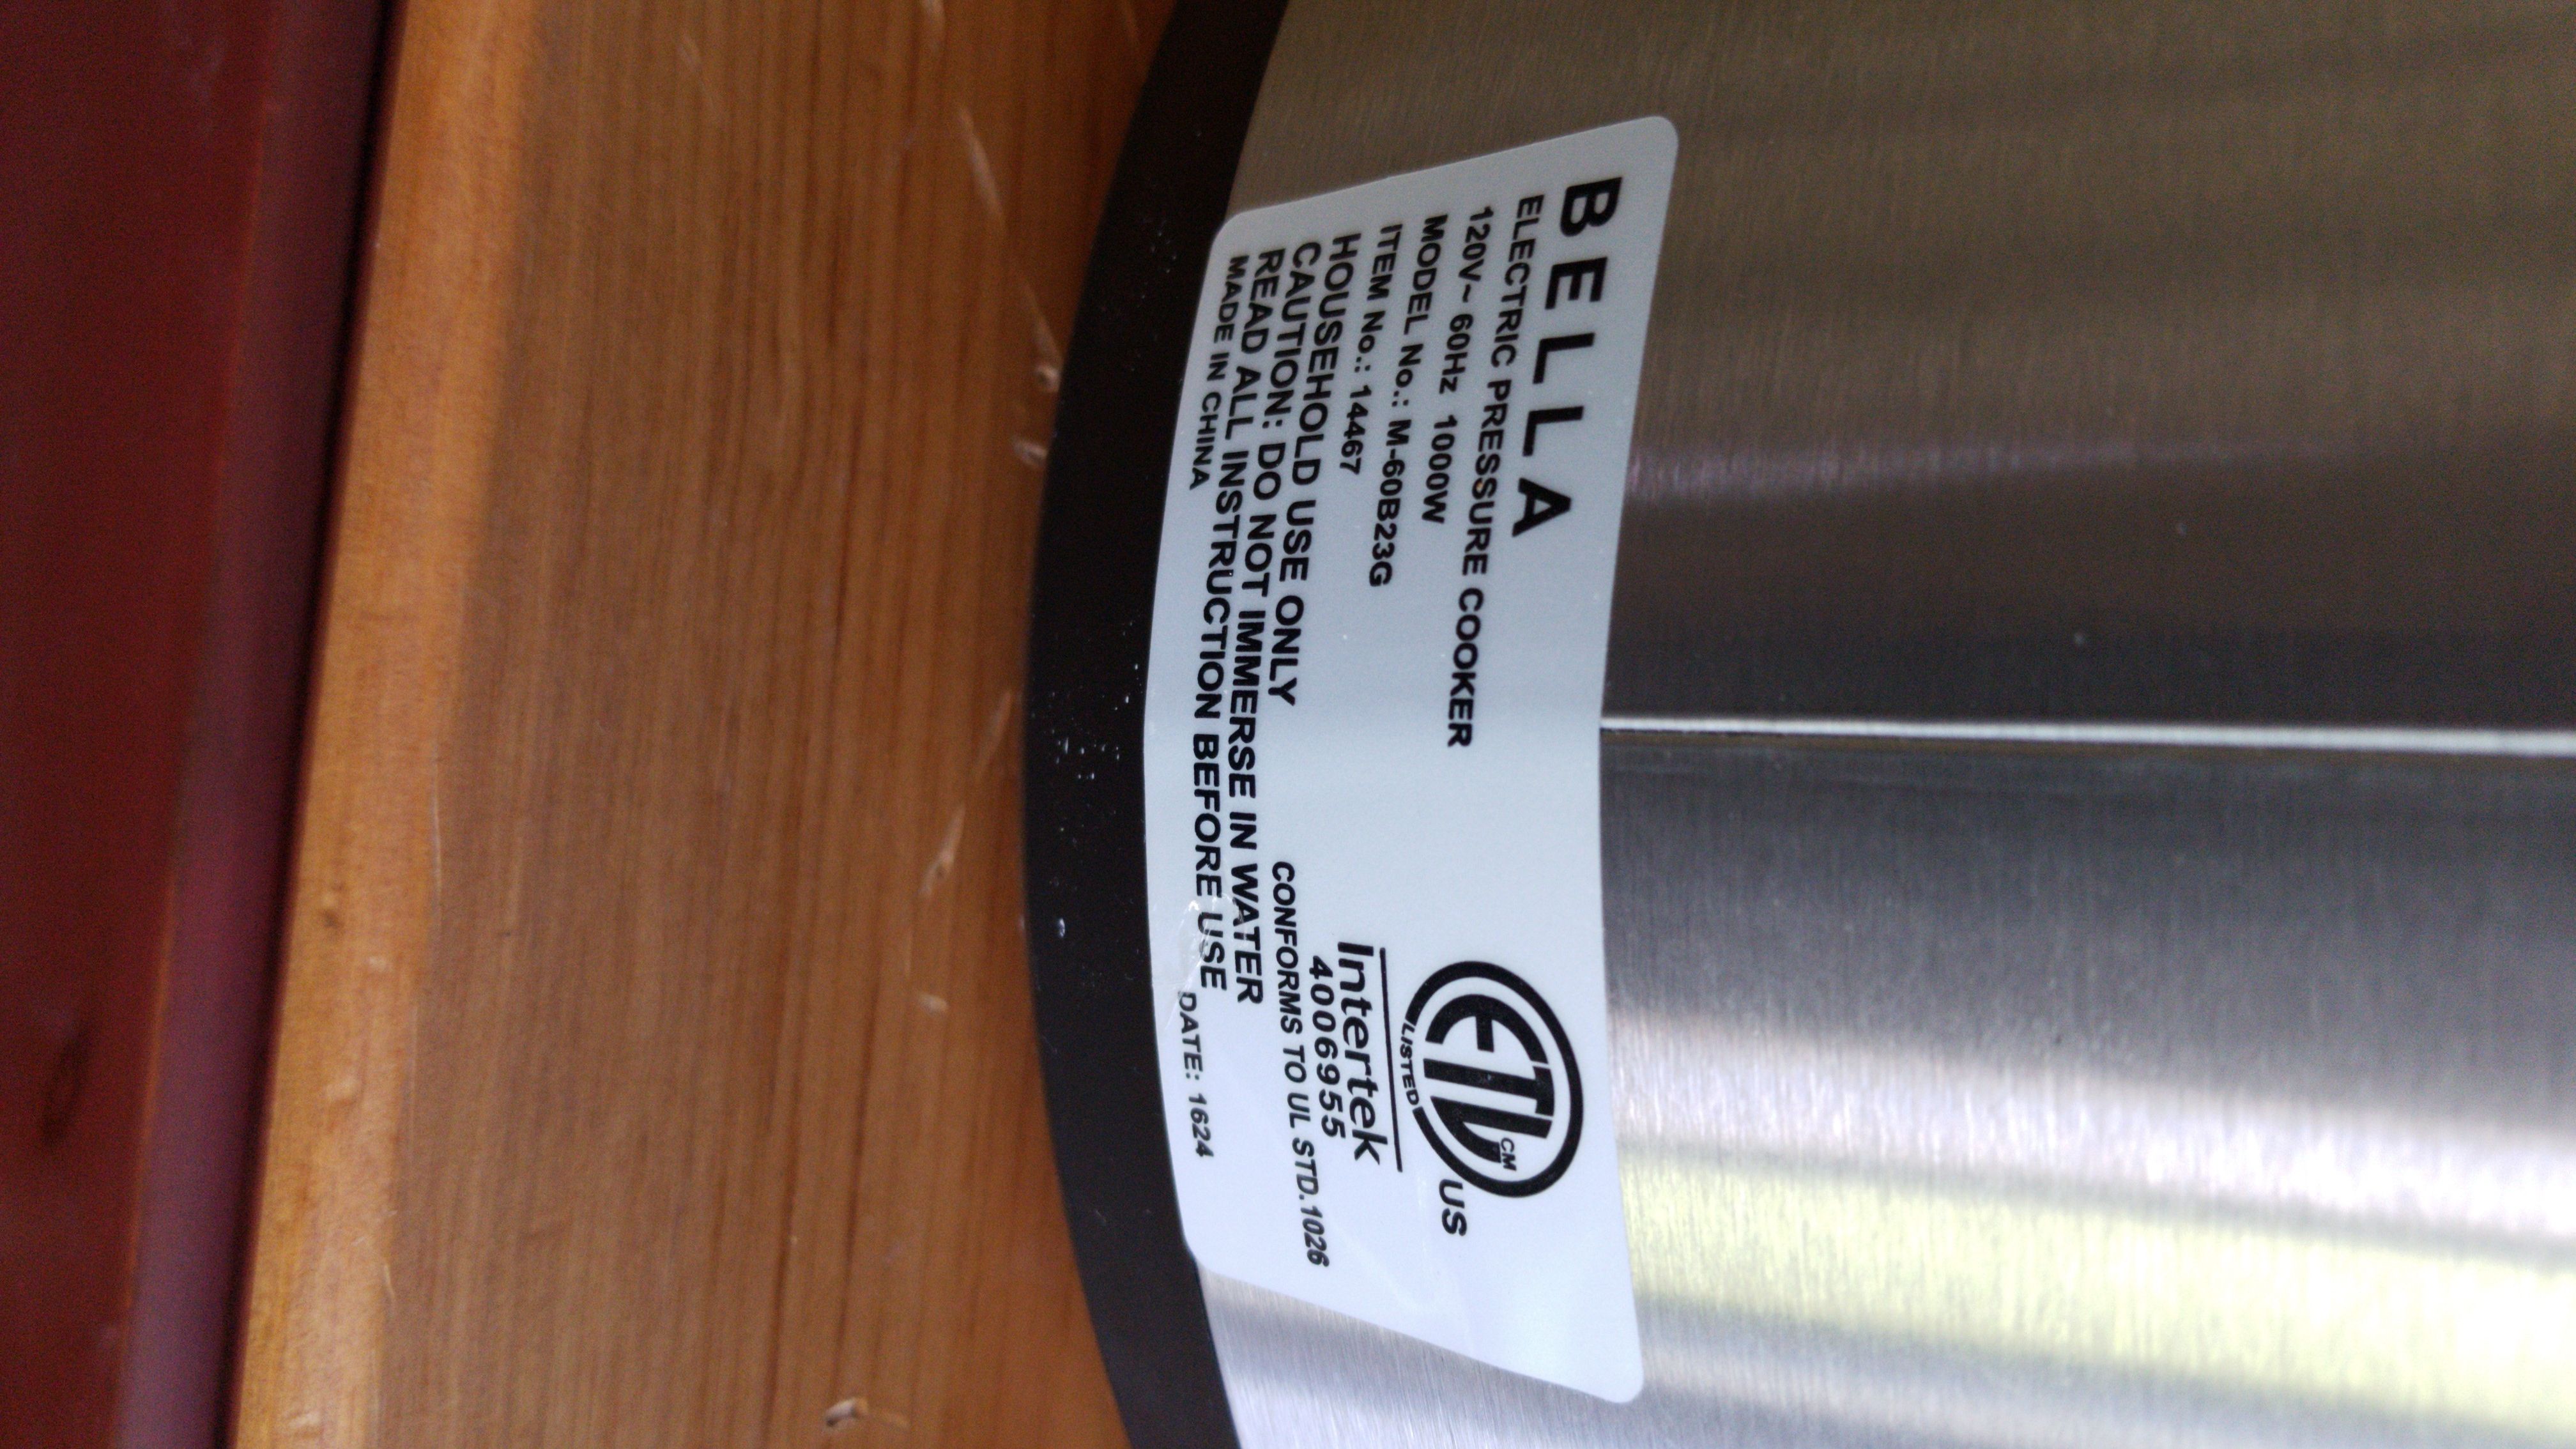 BELLA
ELECTRIC PRESSURE COOKER
120V~ 60Hz 1000W
MODEL No.: M-60B23G
ITEM No.: 14467
HOUSEHOLD USE ONLY
CAUTION: DO NOT IMMERSE IN WATER
READ ALL INSTRUCTION BEFORE USE
MADE IN CHINA
ETL CM
LISTED
US
Intertek
4006955
CONFORMS TO UL STD.1026
DATE: 1624